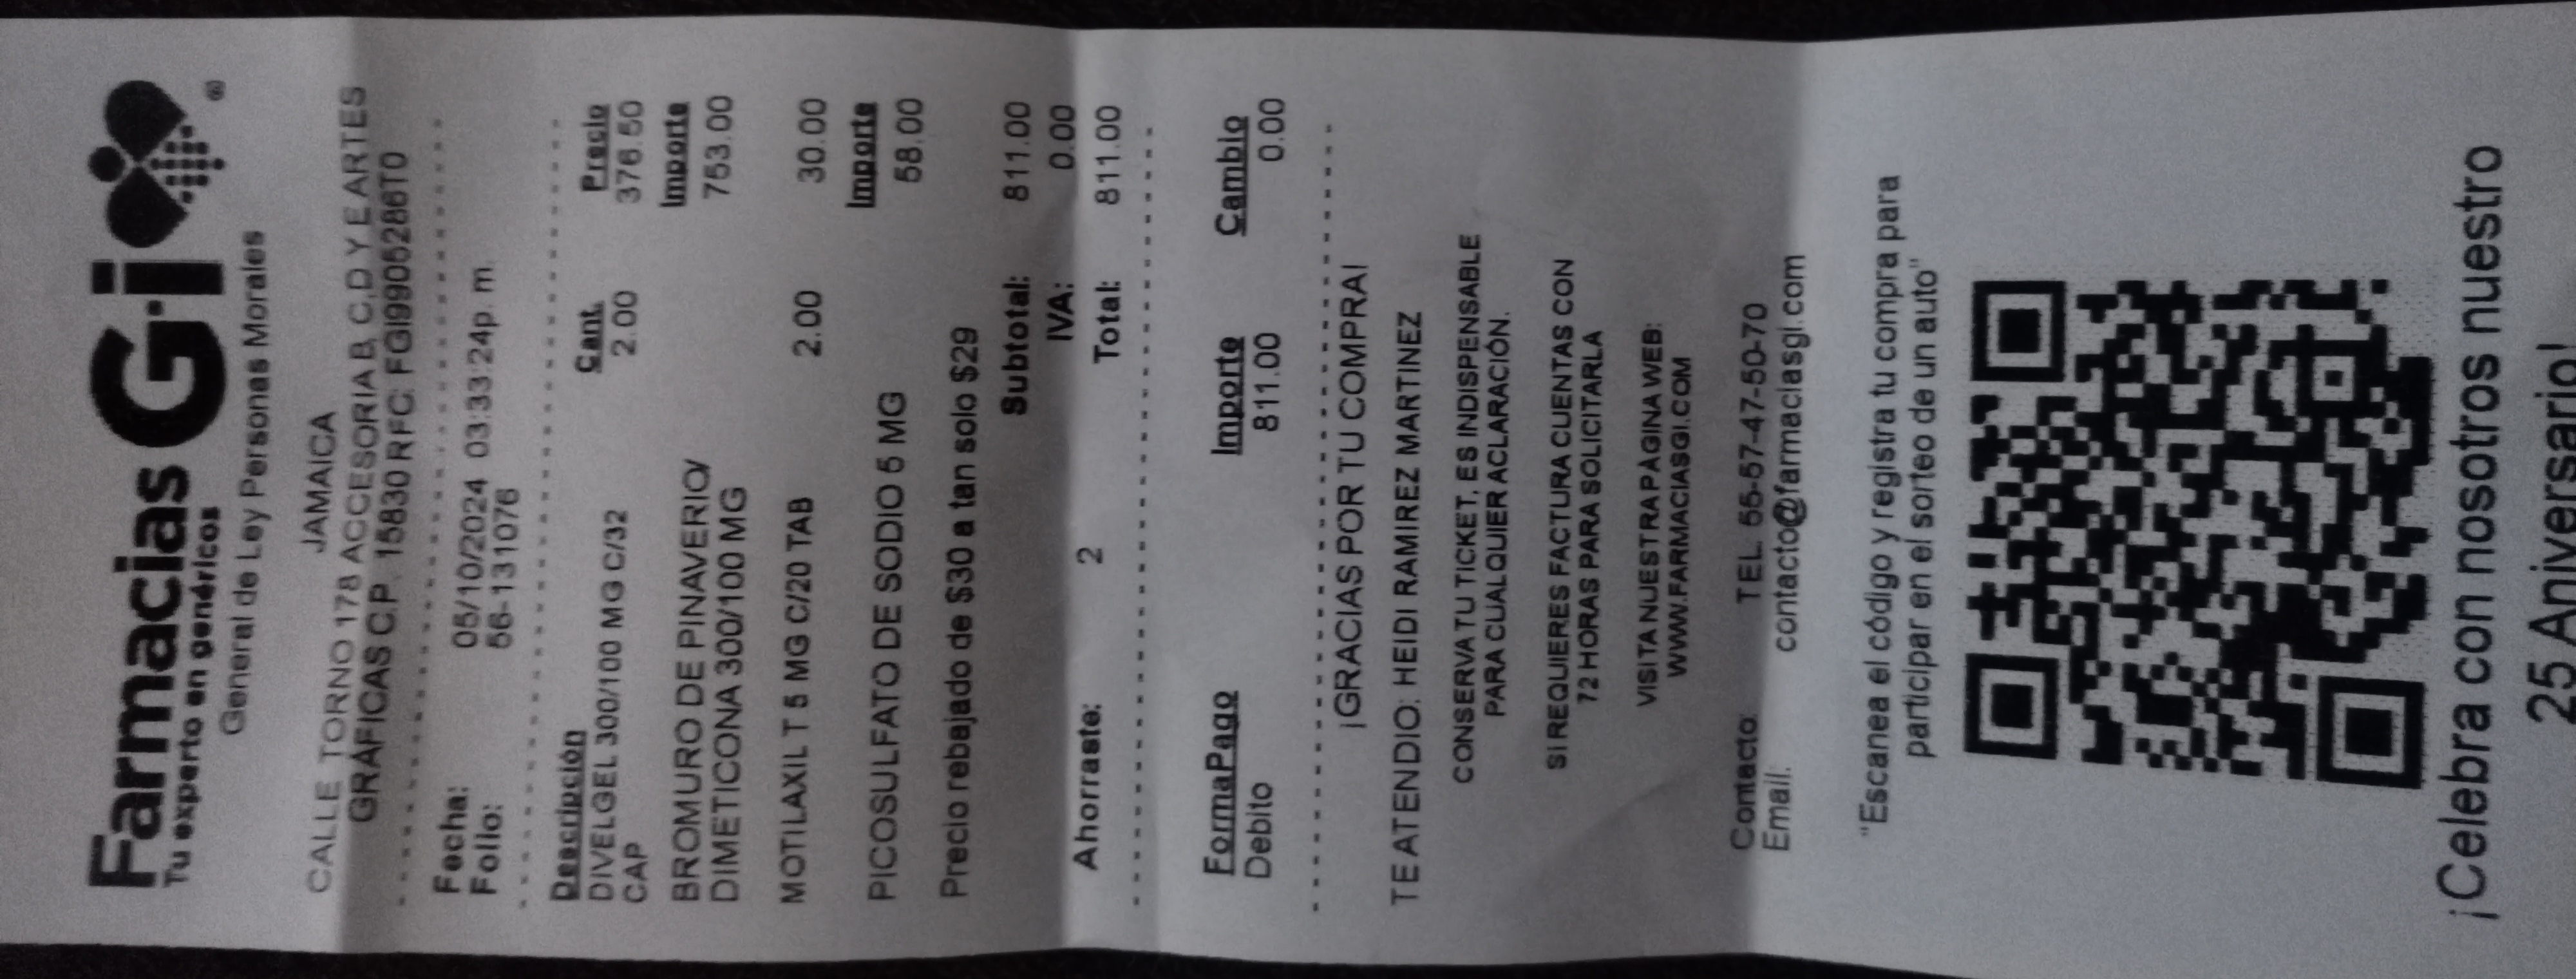 Farmacias Gi ®
Tu experto en genéricos
General de Ley Personas Morales
JAMAICA
CALLE TORNO 178 ACCESORIA B, C,D Y E ARTES
GRÁFICAS C.P. 15830 RFC: FGI9905286T0
Fecha: 05/10/2024 03:33:24p. m.
Folio: 56-131076
Descripción Cant. Precio
DIVELGEL 300/100 MG C/32 2.00 376.50
CAP
BROMURO DE PINAVERIO/ Importe
DIMETICONA 300/100 MG 753.00
MOTILAXIL T 5 MG C/20 TAB 2.00 30.00
Importe
PICOSULFATO DE SODIO 5 MG 58.00
Precio rebajado de $30 a tan solo $29
Subtotal: 811.00
IVA: 0.00
Ahorraste: 2 Total: 811.00
FormaPago Importe Cambio
Debito 811.00 0.00
¡GRACIAS POR TU COMPRA!
TE ATENDIO: HEIDI RAMIREZ MARTINEZ
CONSERVA TU TICKET, ES INDISPENSABLE
PARA CUALQUIER ACLARACIÓN.
SI REQUIERES FACTURA CUENTAS CON
72 HORAS PARA SOLICITARLA
VISITA NUESTRA PÁGINA WEB:
WWW.FARMACIASGI.COM
Contacto: TEL. 55-57-47-50-70
Email: contacto@farmaciasgi.com
"Escanea el código y registra tu compra para
participar en el sorteo de un auto"
¡Celebra con nosotros nuestro
25 Aniversario!